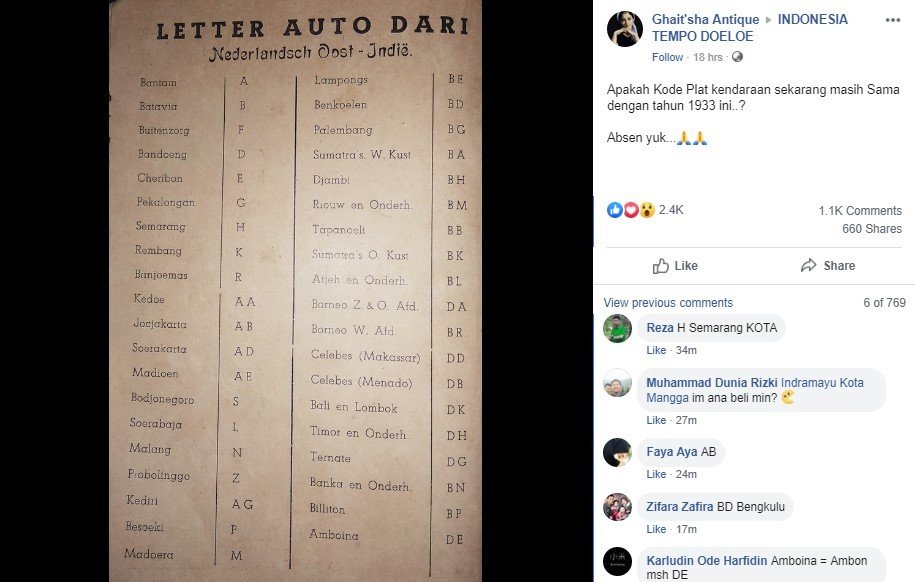 LETTER AUTO DARI
Nederlandsch Oost-Indië.
Bantam A
Batavia B
Buitenzorg F
Bandoeng D
Cheribon E
Pekalongan G
Semarang H
Rembang K
Banjoemas R
Kedoe AA
Jocjakarta AB
Soerakarta AD
Madioen AE
Bodjonegoro S
Soerabaja L
Malang N
Probolinggo Z
Kediri AG
Besoeki P
Madoera M
Lampongs BE
Benkoelen BD
Palembang BG
Sumatra's. W. Kust BA
Djambi BH
Riouw en Onderh. BM
Tapanoeli BB
Sumatra's O. Kust BK
Atjeh en Onderh. BL
Borneo Z. & O. Afd. DA
Borneo W. Afd. BR
Celebes (Makassar) DD
Celebes (Menado) DB
Bali en Lombok DK
Timor en Onderh. DH
Ternate DG
Banka en Onderh. BN
Billiton BP
Amboina DE
Ghait'sha Antique ▸ INDONESIA
TEMPO DOELOE
Follow · 18 hrs ·
Apakah Kode Plat kendaraan sekarang masih Sama
dengan tahun 1933 ini..?
Absen yuk...🙏🙏
2.4K
1.1K Comments
660 Shares
Like Share
View previous comments 6 of 769
Reza H Semarang KOTA
Like · 34m
Muhammad Dunia Rizki Indramayu Kota
Mangga im ana beli min?
Like · 27m
Faya Aya AB
Like · 24m
Zifara Zafira BD Bengkulu
Like · 17m
Karludin Ode Harfidin Amboina = Ambon
msh DE